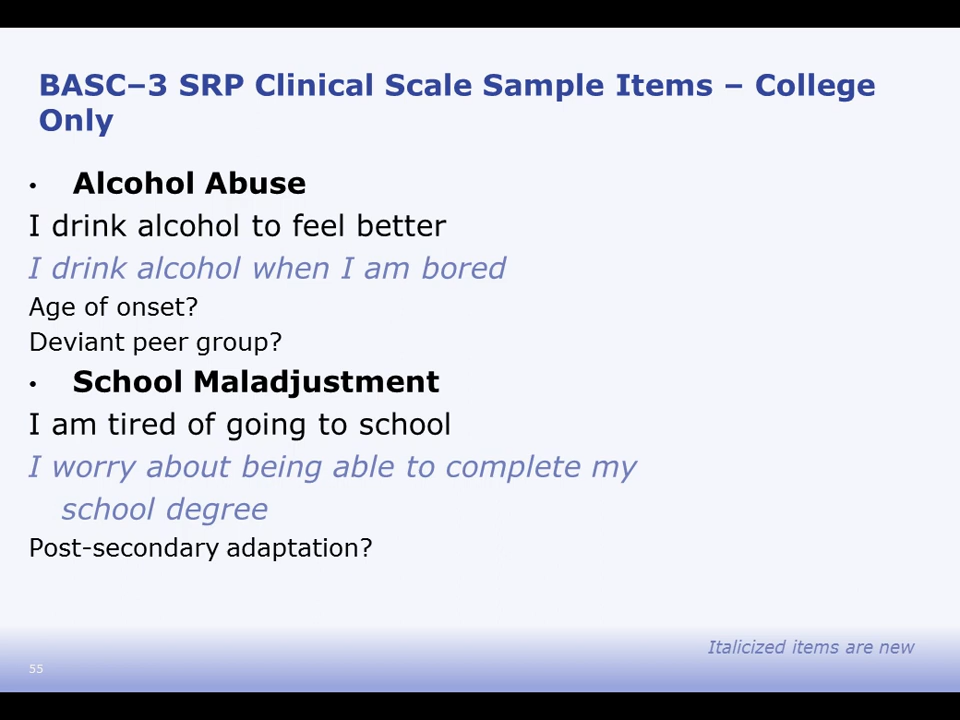 BASC–3 SRP Clinical Scale Sample Items – College
Only
• Alcohol Abuse
I drink alcohol to feel better
I drink alcohol when I am bored
Age of onset?
Deviant peer group?
• School Maladjustment
I am tired of going to school
I worry about being able to complete my
school degree
Post-secondary adaptation?
Italicized items are new
55